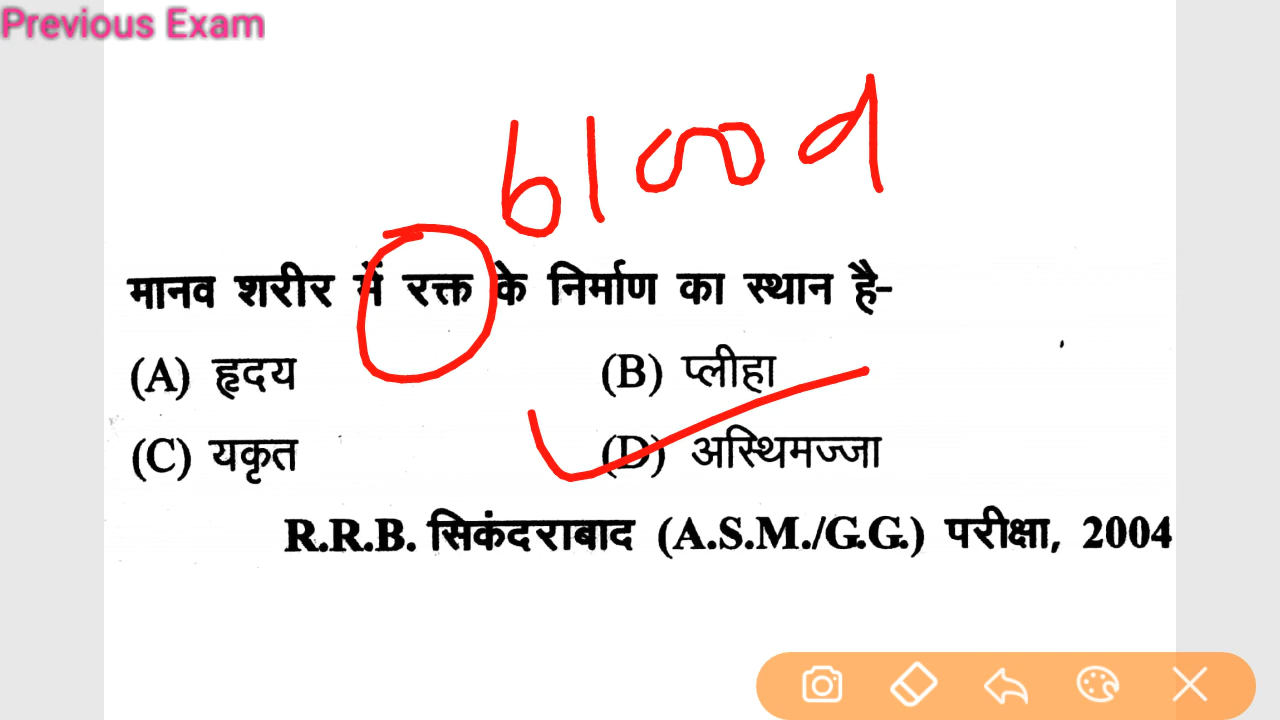 Previous Exam
blood
मानव शरीर में रक्त के निर्माण का स्थान है-
(A) हृदय (B) प्लीहा
(C) यकृत (D) अस्थिमज्जा
R.R.B. सिकंदराबाद (A.S.M./G.G.) परीक्षा, 2004